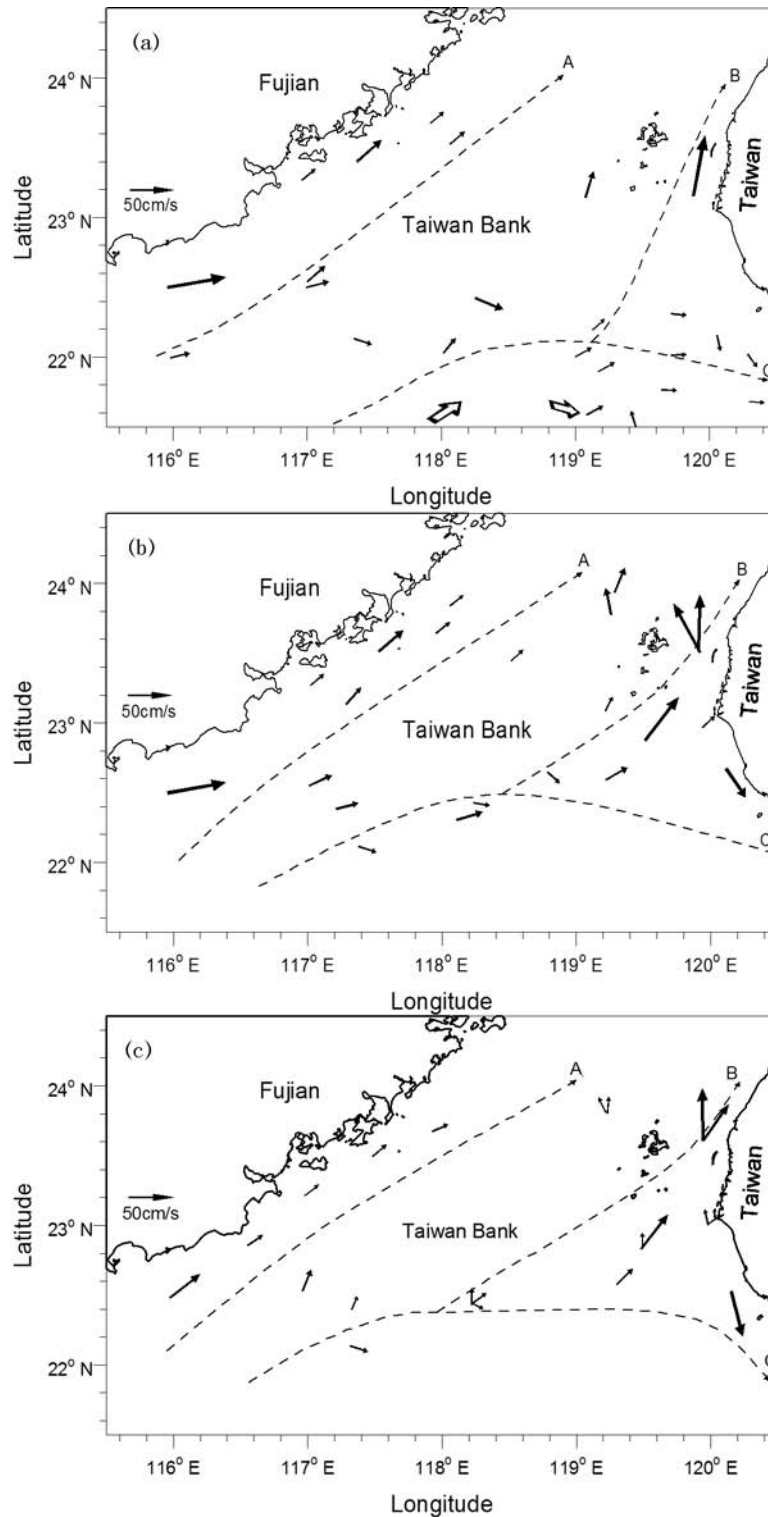 (a)
A
B
24° N
Fujian
Taiwan
23° N
50cm/s
Taiwan Bank
Latitude
22° N
116° E 117° E 118° E 119° E 120° E
Longitude
(b)
A
B
24° N
Fujian
Taiwan
23° N
50cm/s
Taiwan Bank
Latitude
22° N
C
116° E 117° E 118° E 119° E 120° E
Longitude
(c)
A
B
24° N
Fujian
Taiwan
23° N
50cm/s
Taiwan Bank
Latitude
22° N
116° E 117° E 118° E 119° E 120° E
Longitude